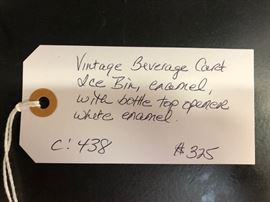 Vintage Beverage Cart
Ice Bin, enamel,
with bottle top opener
white enamel.
C: 438 $325